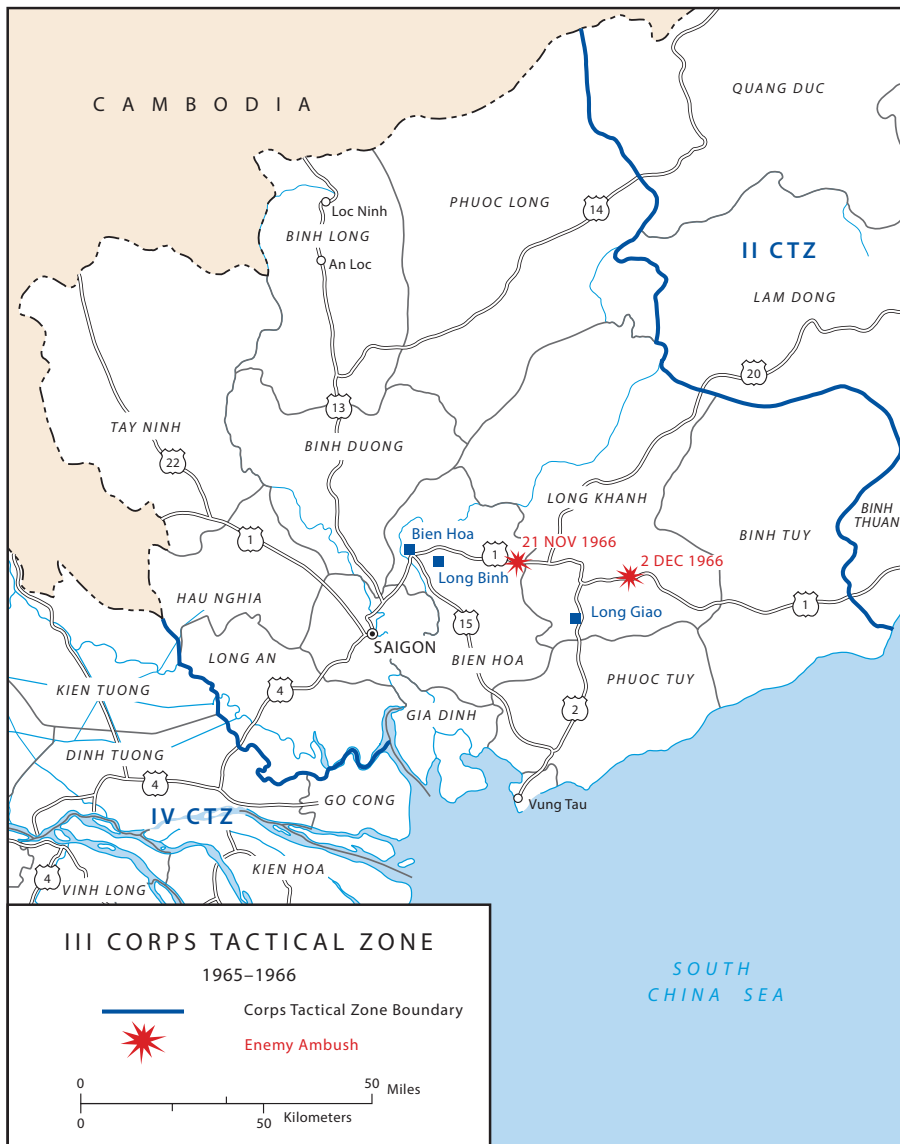 CAMBODIA
QUANG DUC
PHUOC LONG
14
Loc Ninh
BINH LONG
An Loc
II CTZ
LAM DONG
20
13
TAY NINH
BINH DUONG
22
LONG KHANH
BINH TUY
BINH
THUAN
1
Bien Hoa
1
21 NOV 1966
2 DEC 1966
Long Binh
HAU NGHIA
1
Long Giao
15
SAIGON
LONG AN
BIEN HOA
PHUOC TUY
KIEN TUONG
4
2
GIA DINH
DINH TUONG
4
GO CONG
Vung Tau
IV CTZ
KIEN HOA
4
VINH LONG
SOUTH
CHINA SEA
III CORPS TACTICAL ZONE
1965–1966
Corps Tactical Zone Boundary
Enemy Ambush
0 50 Miles
0 50 Kilometers